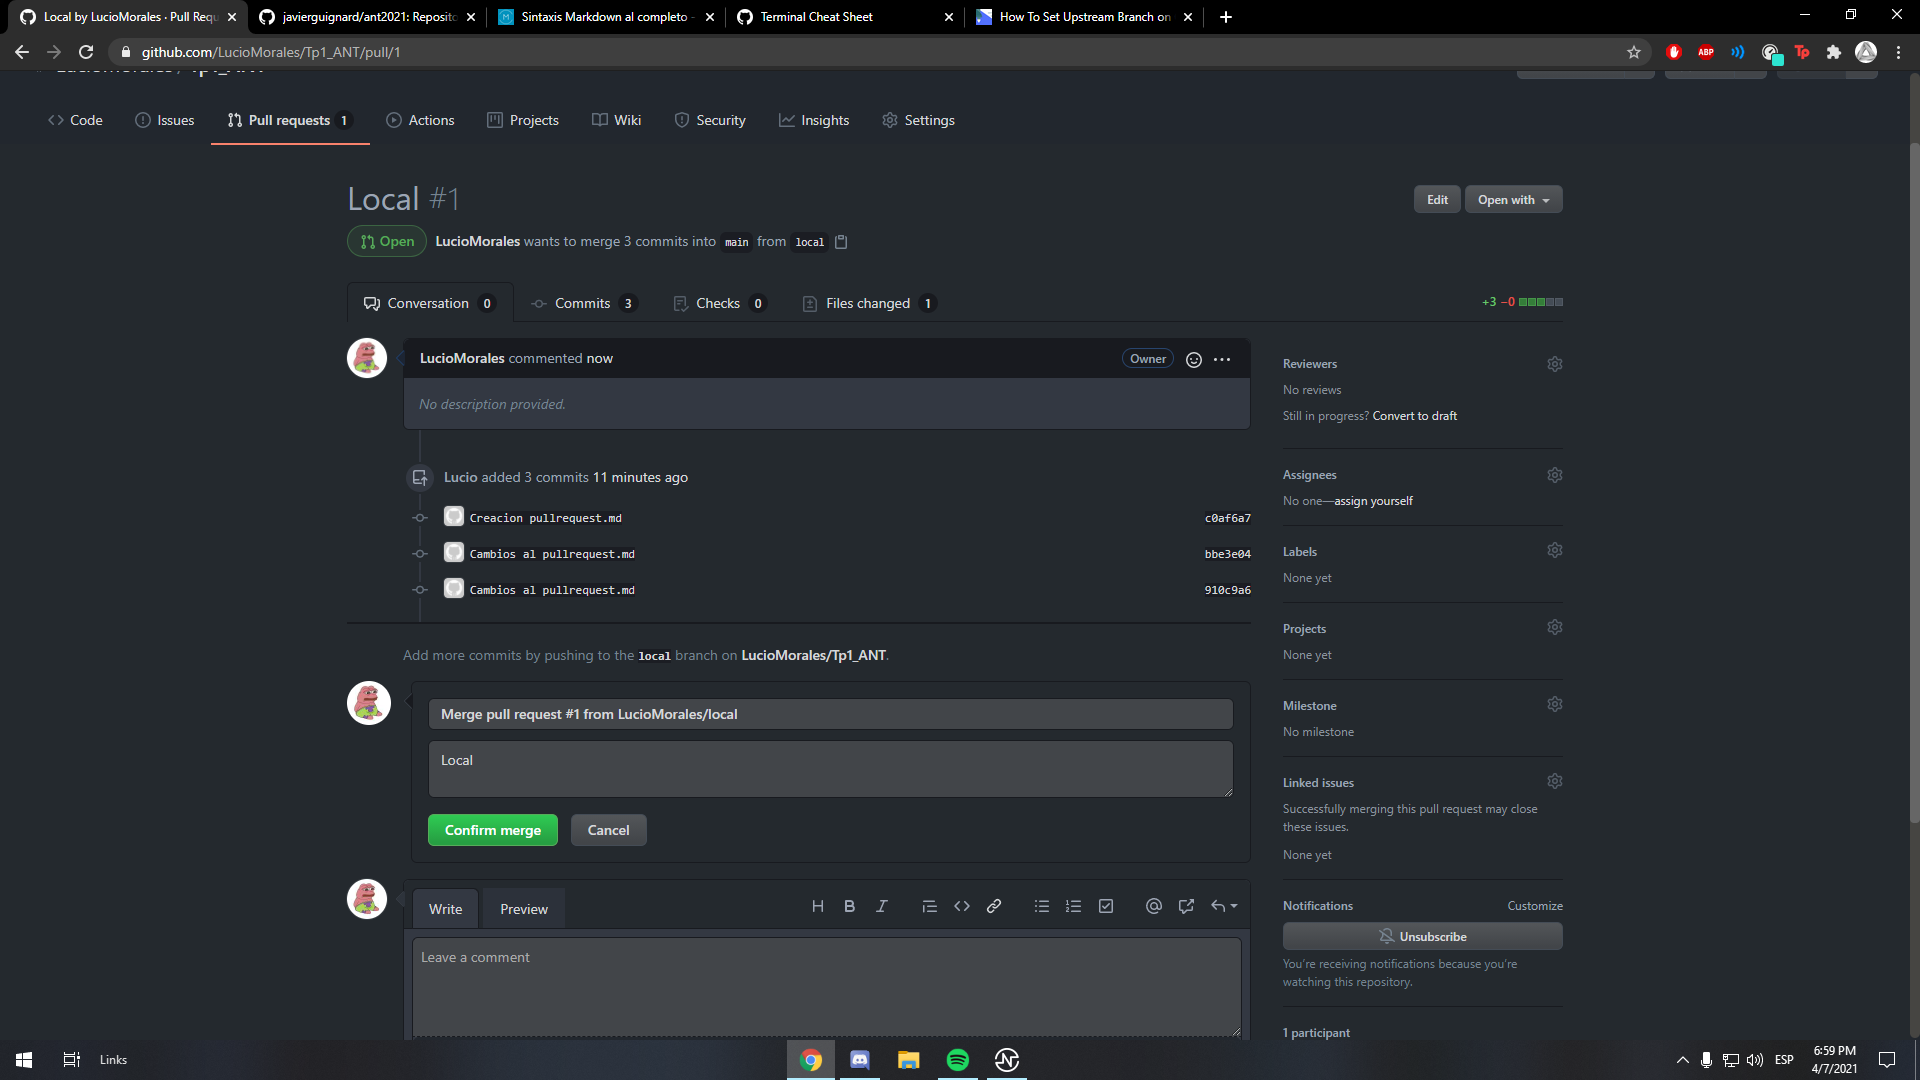 Local by LucioMorales · Pull Requ
javierguignard/ant2021: Reposito
Sintaxis Markdown al completo -
Terminal Cheat Sheet
How To Set Upstream Branch on
github.com/LucioMorales/Tp1_ANT/pull/1
ABP
Tp
LucioMorales / Tp1_ANT
Code
Issues
Pull requests 1
Actions
Projects
Wiki
Security
Insights
Settings
Local #1
Edit
Open with
Open
LucioMorales wants to merge 3 commits into main from local
Conversation 0
Commits 3
Checks 0
Files changed 1
+3 −0
LucioMorales commented now
Owner
No description provided.
Lucio added 3 commits 11 minutes ago
Creacion pullrequest.md
c0af6a7
Cambios al pullrequest.md
bbe3e04
Cambios al pullrequest.md
910c9a6
Add more commits by pushing to the local branch on LucioMorales/Tp1_ANT.
Merge pull request #1 from LucioMorales/local
Local
Confirm merge
Cancel
Write
Preview
Leave a comment
Reviewers
No reviews
Still in progress? Convert to draft
Assignees
No one—assign yourself
Labels
None yet
Projects
None yet
Milestone
No milestone
Linked issues
Successfully merging this pull request may close
these issues.
None yet
Notifications
Customize
Unsubscribe
You're receiving notifications because you're
watching this repository.
1 participant
Links
ESP
6:59 PM
4/7/2021